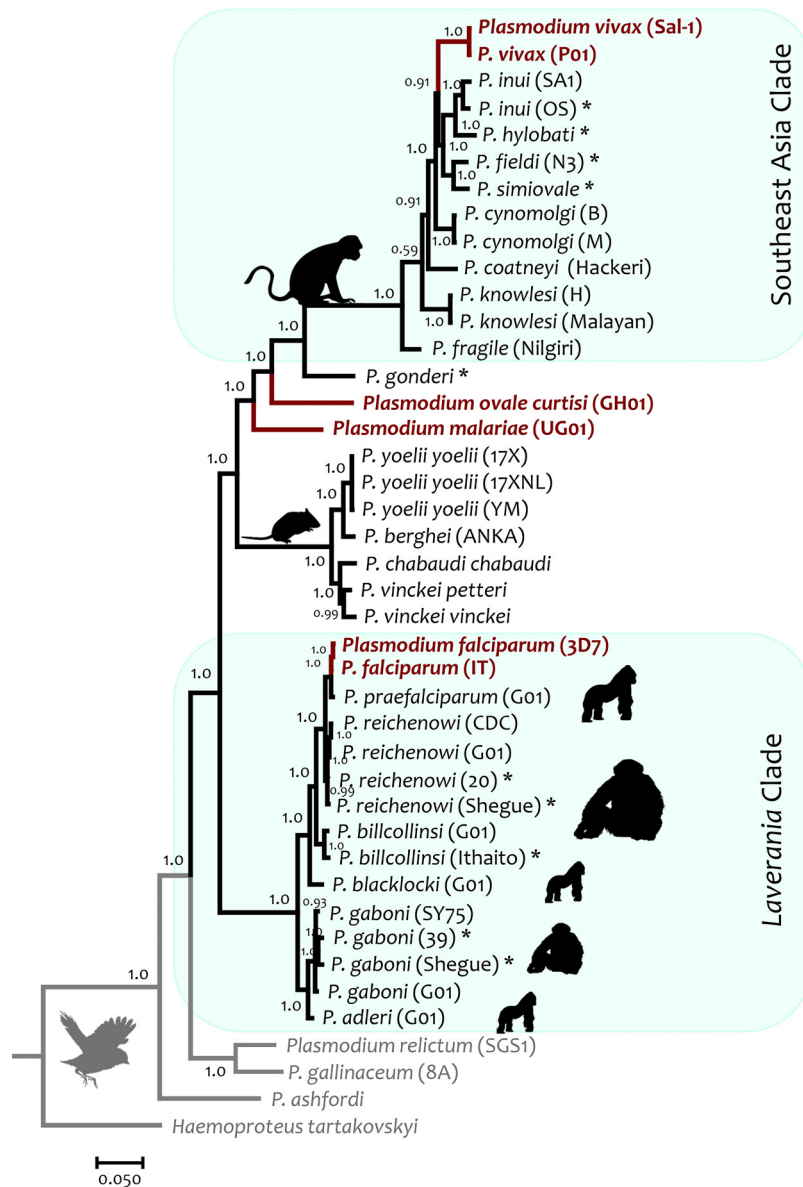 Plasmodium vivax (Sal-1)
1.0
P. vivax (P01)
0.91
P. inui (SA1)
P. inui (OS) *
1.0
P. hylobati *
1.0
1.0
P. fieldi (N3) *
1.0
P. simiovale *
0.91
P. cynomolgi (B)
1.0
P. cynomolgi (M)
0.59
P. coatneyi (Hackeri)
1.0
P. knowlesi (H)
1.0
P. knowlesi (Malayan)
P. fragile (Nilgiri)
Southeast Asia Clade
1.0
1.0
P. gonderi *
1.0
Plasmodium ovale curtisi (GH01)
Plasmodium malariae (UG01)
1.0
P. yoelii yoelii (17X)
1.0
P. yoelii yoelii (17XNL)
1.0
P. yoelii yoelii (YM)
P. berghei (ANKA)
1.0
P. chabaudi chabaudi
1.0
P. vinckei petteri
0.99
P. vinckei vinckei
Plasmodium falciparum (3D7)
1.0
1.0
P. falciparum (IT)
1.0
P. praefalciparum (G01)
1.0
P. reichenowi (CDC)
1.0
P. reichenowi (G01)
1.0
P. reichenowi (20) *
1.0
0.99
P. reichenowi (Shegue) *
1.0
P. billcollinsi (G01)
1.0
P. billcollinsi (Ithaito) *
1.0
P. blacklocki (G01)
1.0
0.93
P. gaboni (SY75)
P. gaboni (39) *
1.0
P. gaboni (Shegue) *
P. gaboni (G01)
1.0
P. adleri (G01)
Laverania Clade
1.0
Plasmodium relictum (SGS1)
1.0
P. gallinaceum (8A)
P. ashfordi
Haemoproteus tartakovskyi
0.050